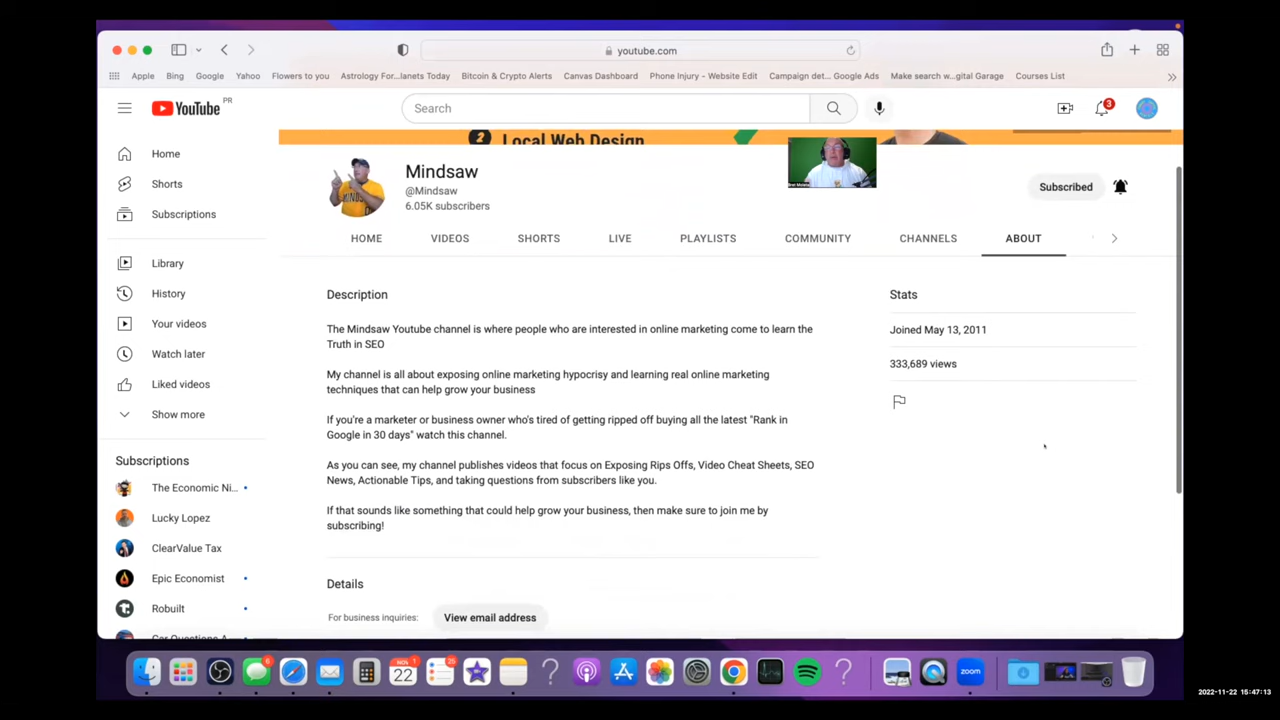 youtube.com
Apple Bing Google Yahoo Flowers to you Astrology For...lanets Today Bitcoin & Crypto Alerts Canvas Dashboard Phone Injury – Website Edit Campaign det... Google Ads Make search w...gital Garage Courses List
YouTube PR
Search
3
2 Local Web Design
Home
Shorts
Subscriptions
Library
History
Your videos
Watch later
Liked videos
Show more
Subscriptions
The Economic Ni...
Lucky Lopez
ClearValue Tax
Epic Economist
Robuilt
Mindsaw
@Mindsaw
6.05K subscribers
Subscribed
HOME VIDEOS SHORTS LIVE PLAYLISTS COMMUNITY CHANNELS ABOUT
Description
The Mindsaw Youtube channel is where people who are interested in online marketing come to learn the
Truth in SEO
My channel is all about exposing online marketing hypocrisy and learning real online marketing
techniques that can help grow your business
If you're a marketer or business owner who's tired of getting ripped off buying all the latest "Rank in
Google in 30 days" watch this channel.
As you can see, my channel publishes videos that focus on Exposing Rips Offs, Video Cheat Sheets, SEO
News, Actionable Tips, and taking questions from subscribers like you.
If that sounds like something that could help grow your business, then make sure to join me by
subscribing!
Details
For business inquiries: View email address
Stats
Joined May 13, 2011
333,689 views
6
NOV 1
22
25
zoom
2022-11-22 15:47:13